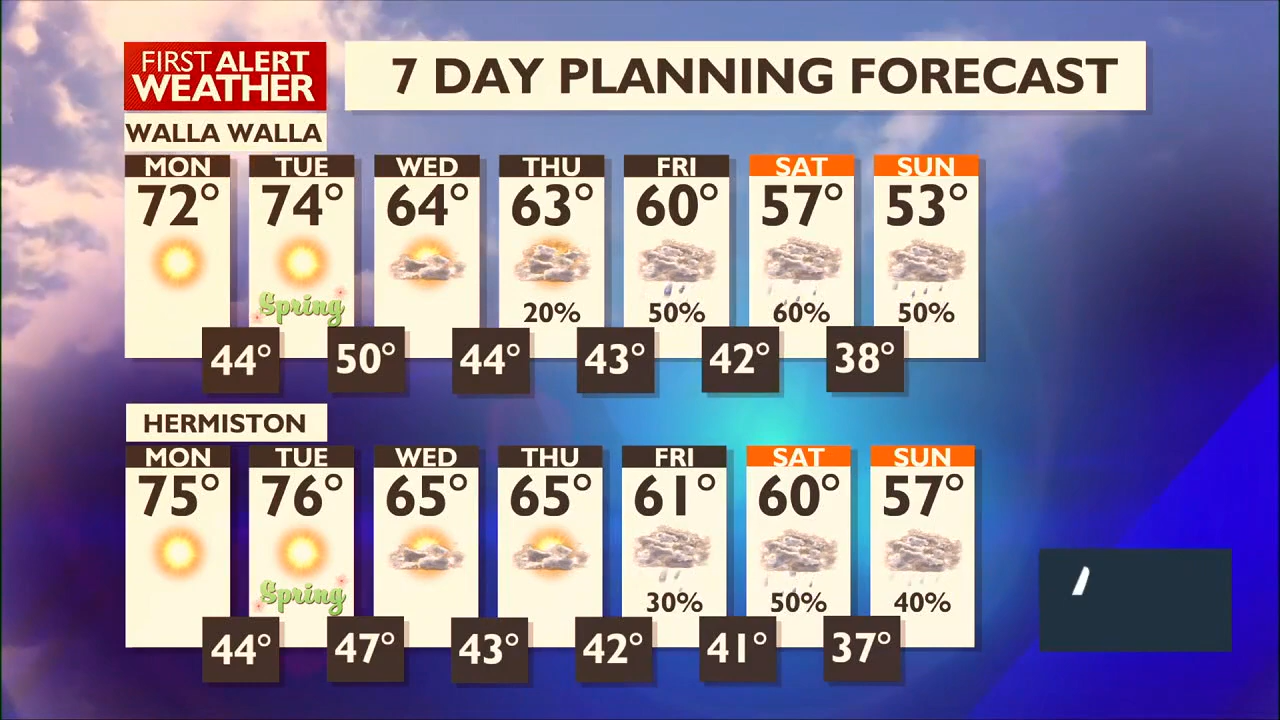 FIRST ALERT
WEATHER
7 DAY PLANNING FORECAST
WALLA WALLA
MON TUE WED THU FRI SAT SUN
72° 74° 64° 63° 60° 57° 53°
Spring
20% 50% 60% 50%
44° 50° 44° 43° 42° 38°
HERMISTON
MON TUE WED THU FRI SAT SUN
75° 76° 65° 65° 61° 60° 57°
Spring
30% 50% 40%
44° 47° 43° 42° 41° 37°